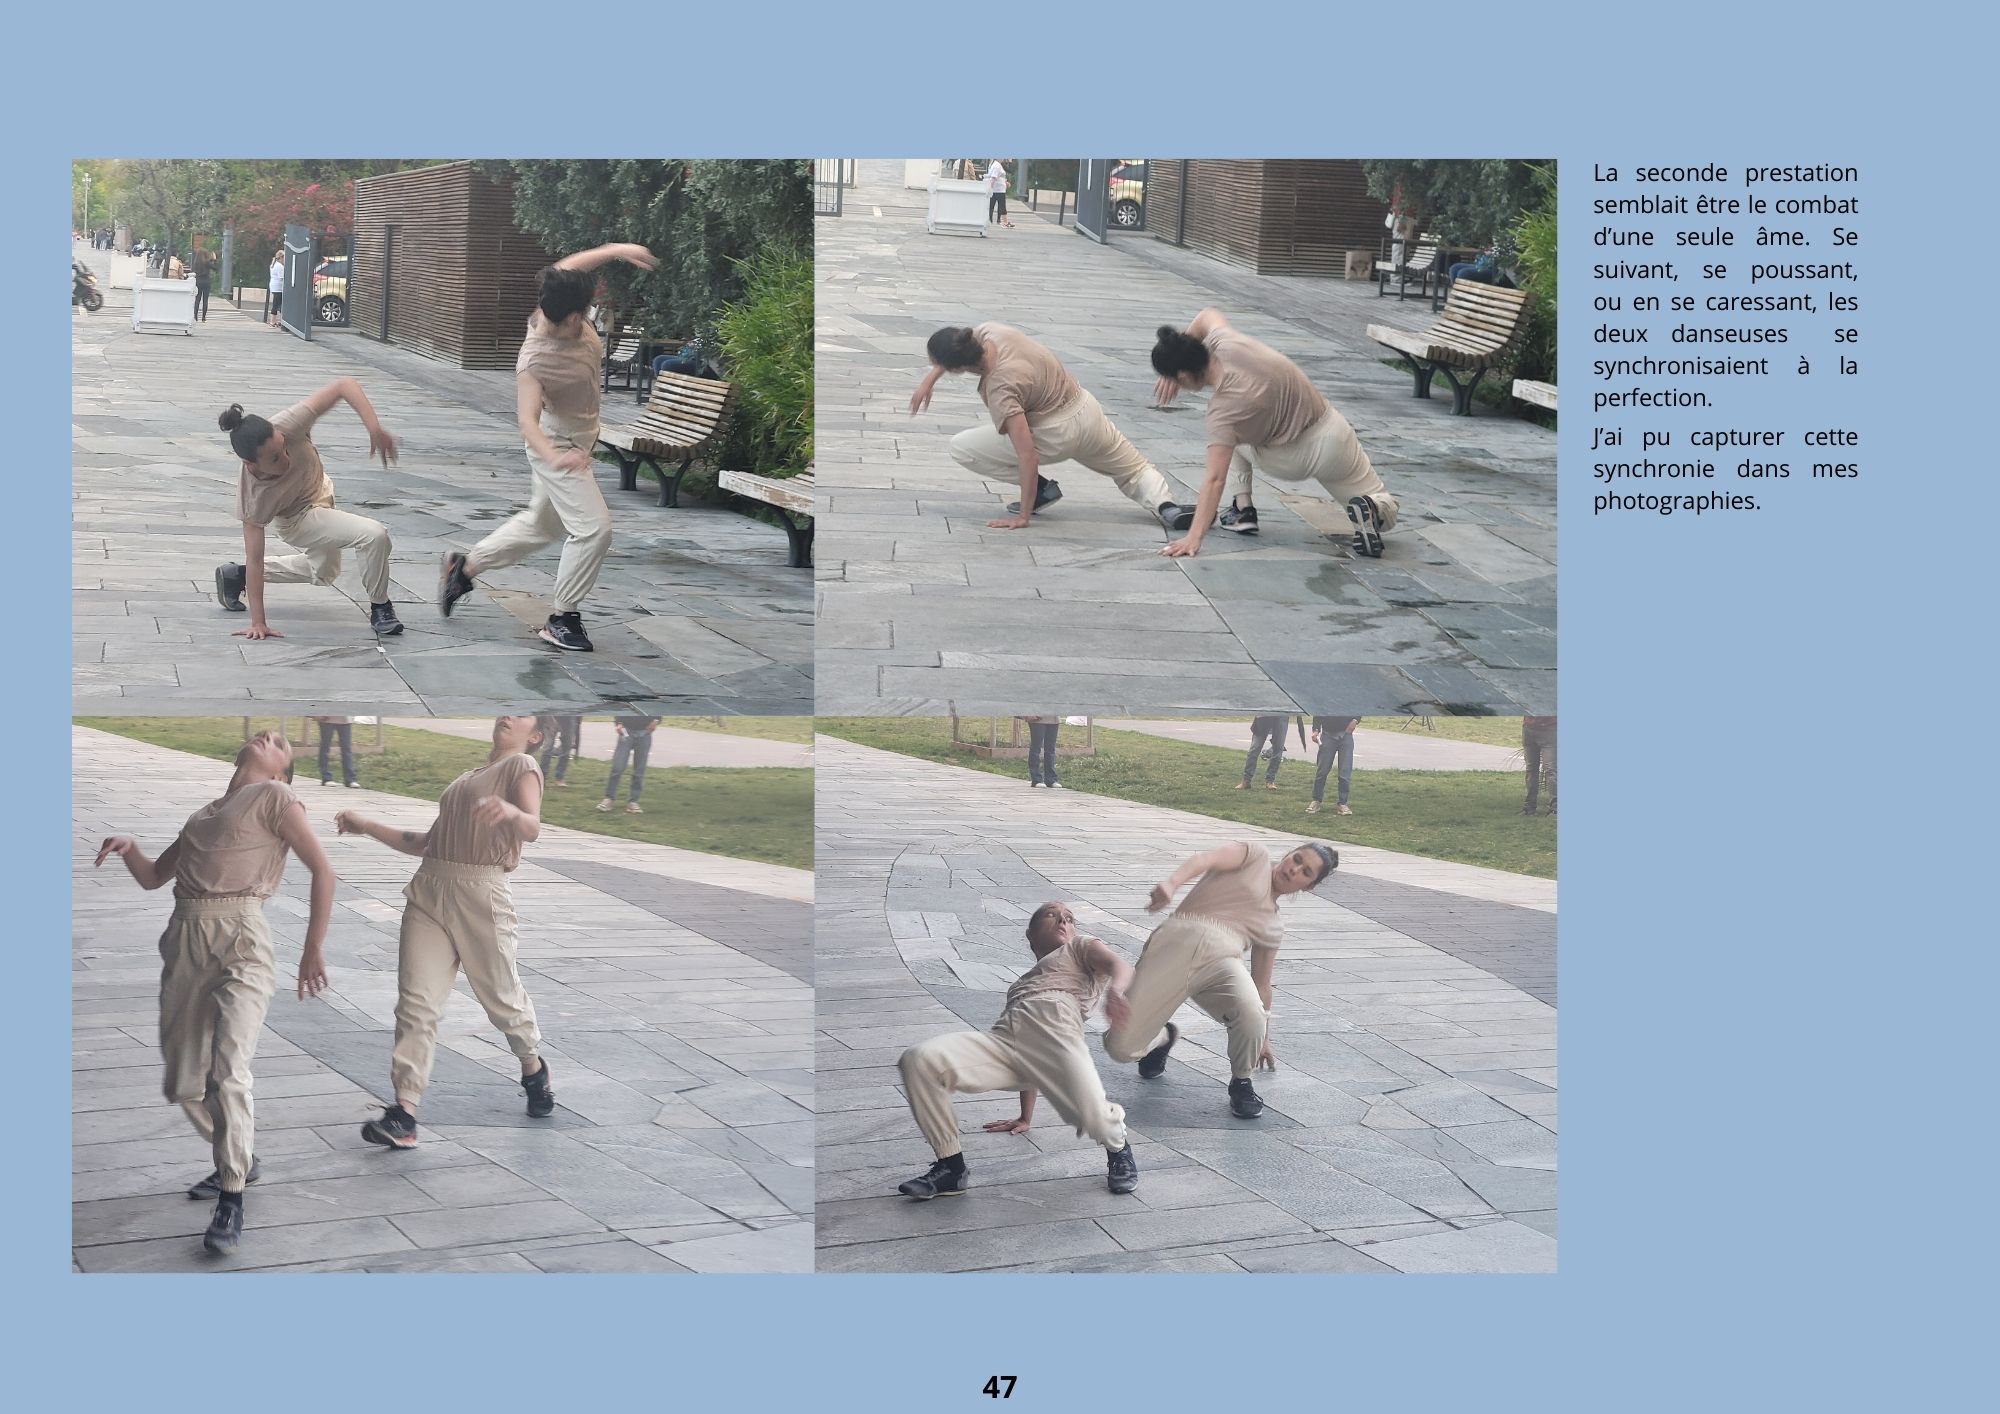 La seconde prestation
semblait être le combat
d’une seule âme. Se
suivant, se poussant,
ou en se caressant, les
deux danseuses se
synchronisaient à la
perfection.
J’ai pu capturer cette
synchronie dans mes
photographies.
47